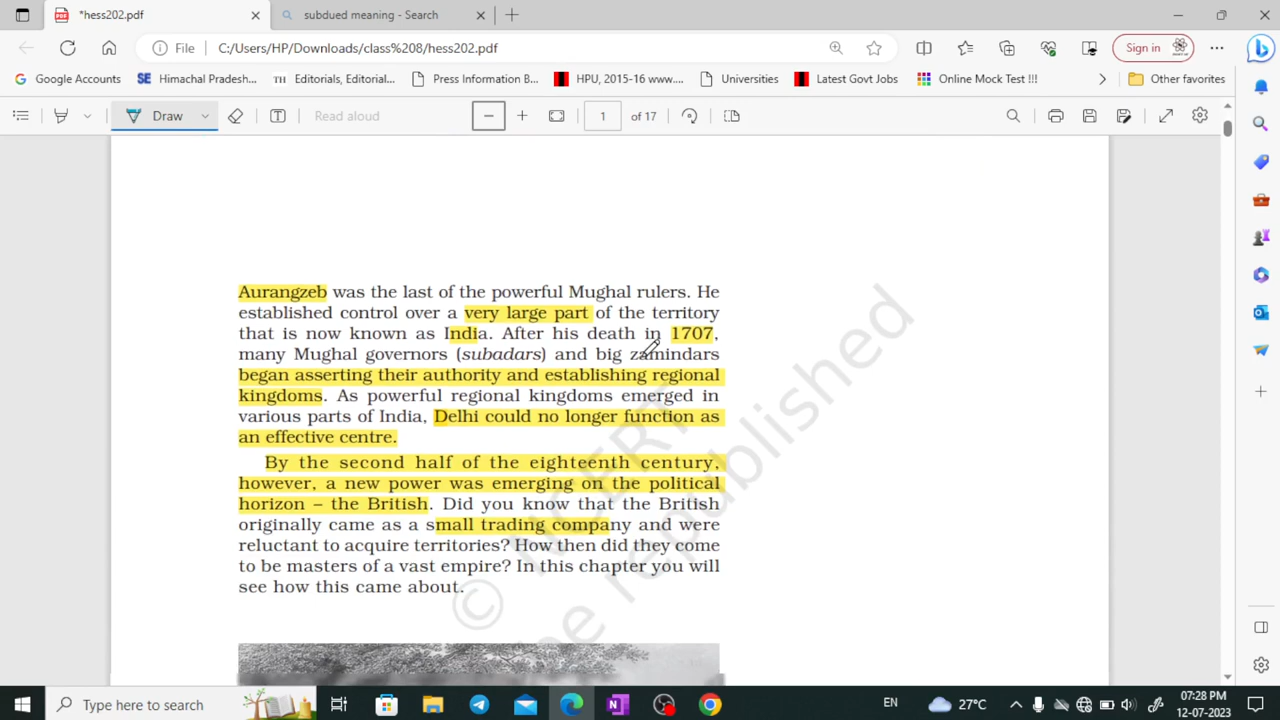 *hess202.pdf
subdued meaning - Search
File
C:/Users/HP/Downloads/class%208/hess202.pdf
Sign in
Google Accounts
SE Himachal Pradesh...
TH Editorials, Editorial...
Press Information B...
HPU, 2015-16 www....
Universities
Latest Govt Jobs
Online Mock Test !!!
Other favorites
Draw
Read aloud
1 of 17
Aurangzeb was the last of the powerful Mughal rulers. He
established control over a very large part of the territory
that is now known as India. After his death in 1707,
many Mughal governors (subadars) and big zamindars
began asserting their authority and establishing regional
kingdoms. As powerful regional kingdoms emerged in
various parts of India, Delhi could no longer function as
an effective centre.
By the second half of the eighteenth century,
however, a new power was emerging on the political
horizon – the British. Did you know that the British
originally came as a small trading company and were
reluctant to acquire territories? How then did they come
to be masters of a vast empire? In this chapter you will
see how this came about.
© NCERT
be republished
Type here to search
EN
27°C
07:28 PM
12-07-2023